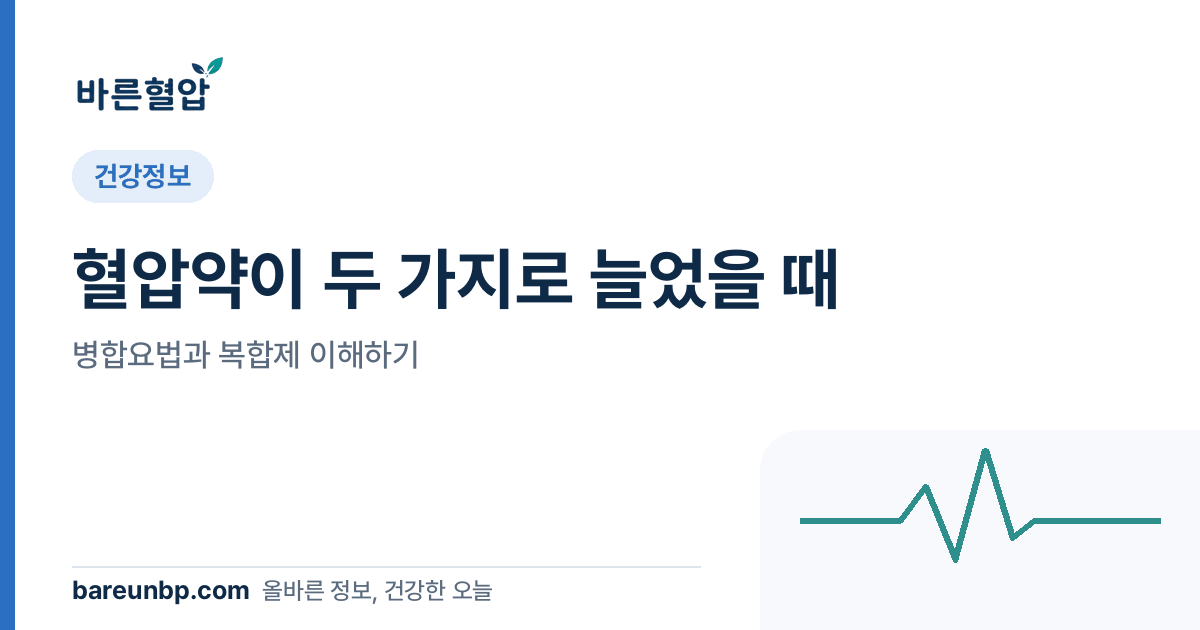 바른혈압
건강정보
혈압약이 두 가지로 늘었을 때
병합요법과 복합제 이해하기
bareunbp.com 올바른 정보, 건강한 오늘